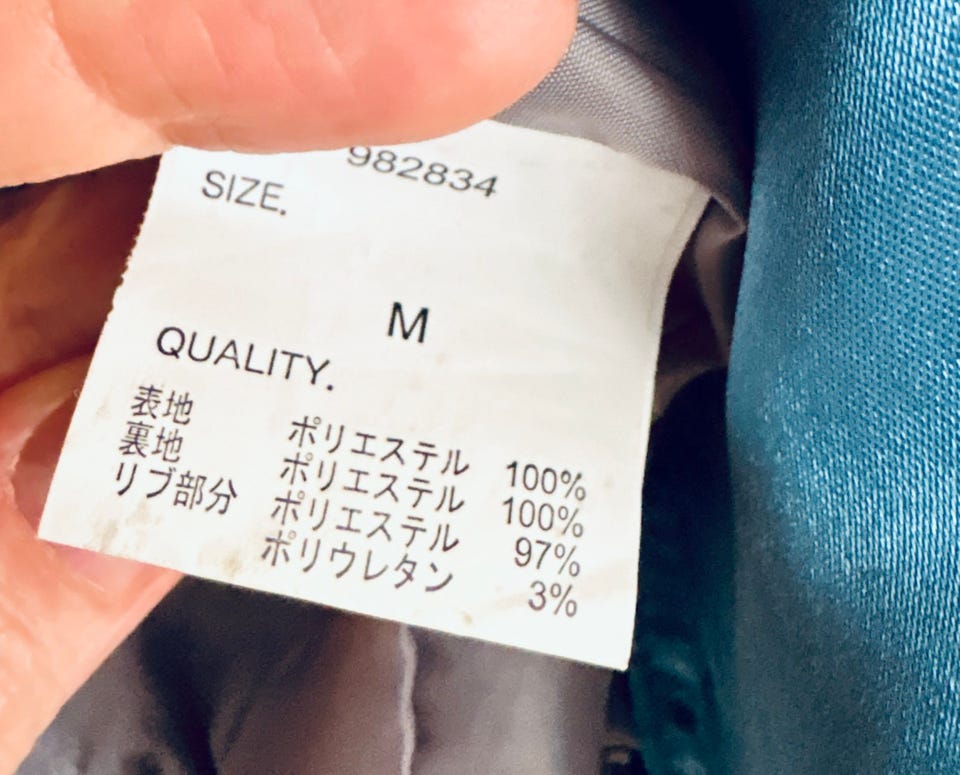 982834
SIZE.
M
QUALITY.
表地 ポリエステル 100%
裏地 ポリエステル 100%
リブ部分 ポリエステル 97%
ポリウレタン 3%